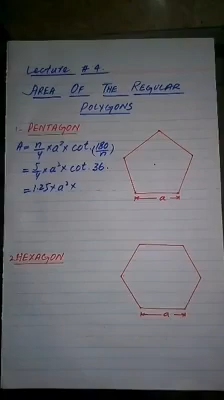 Lecture # 4.
AREA OF THE REGULAR
POLYGONS
1:- PENTAGON
A = n/4 × a² × cot (180/n)
= 5/4 × a² × cot 36.
= 1.25 × a² ×
a
2. HEXAGON
a